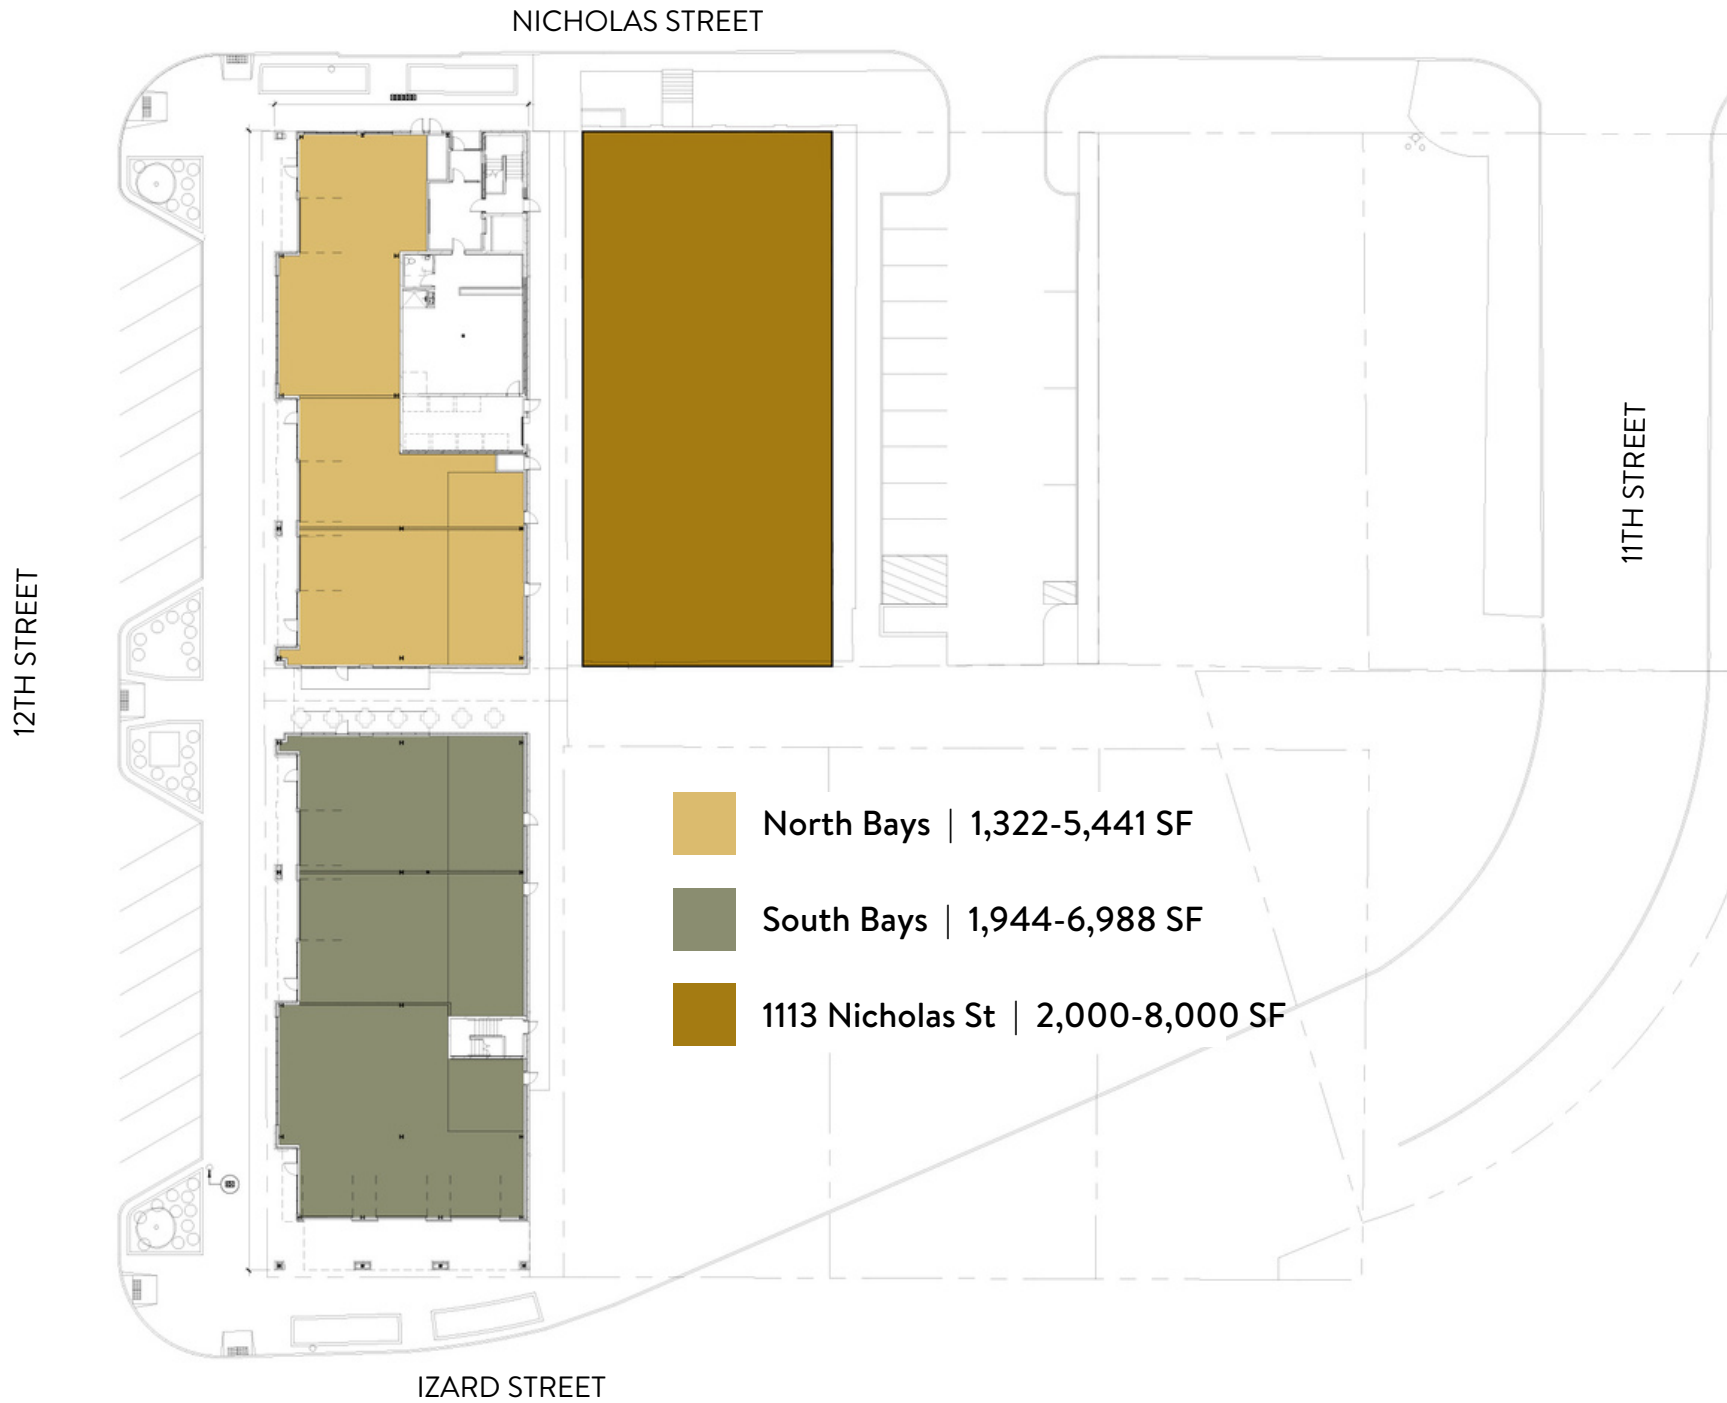 NICHOLAS STREET
11TH STREET
12TH STREET
North Bays | 1,322-5,441 SF
South Bays | 1,944-6,988 SF
1113 Nicholas St | 2,000-8,000 SF
IZARD STREET